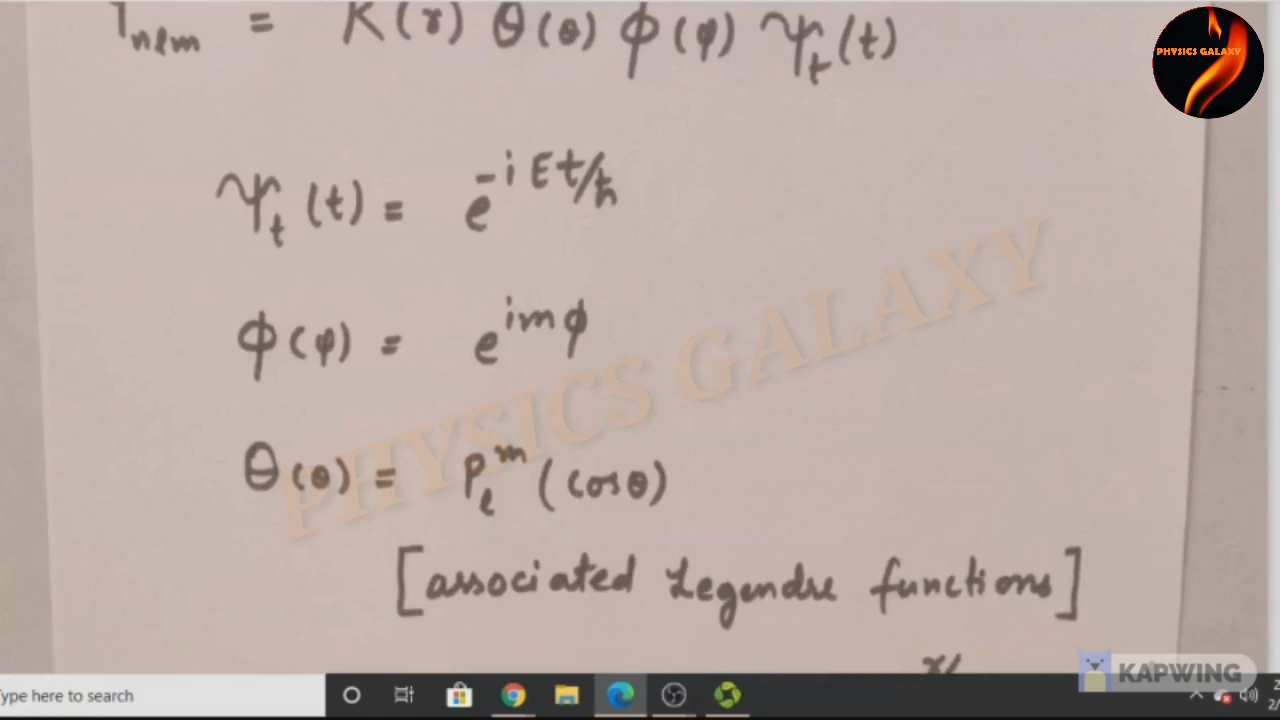 Ψnlm = R(r) Θ(θ) Φ(φ) Ψt(t)
PHYSICS GALAXY
Ψt(t) = e^-iEt/ħ
Φ(φ) = e^imϕ
PHYSICS GALAXY
Θ(θ) = Pl^m (cosθ)
[associated Legendre functions]
KAPWING
Type here to search